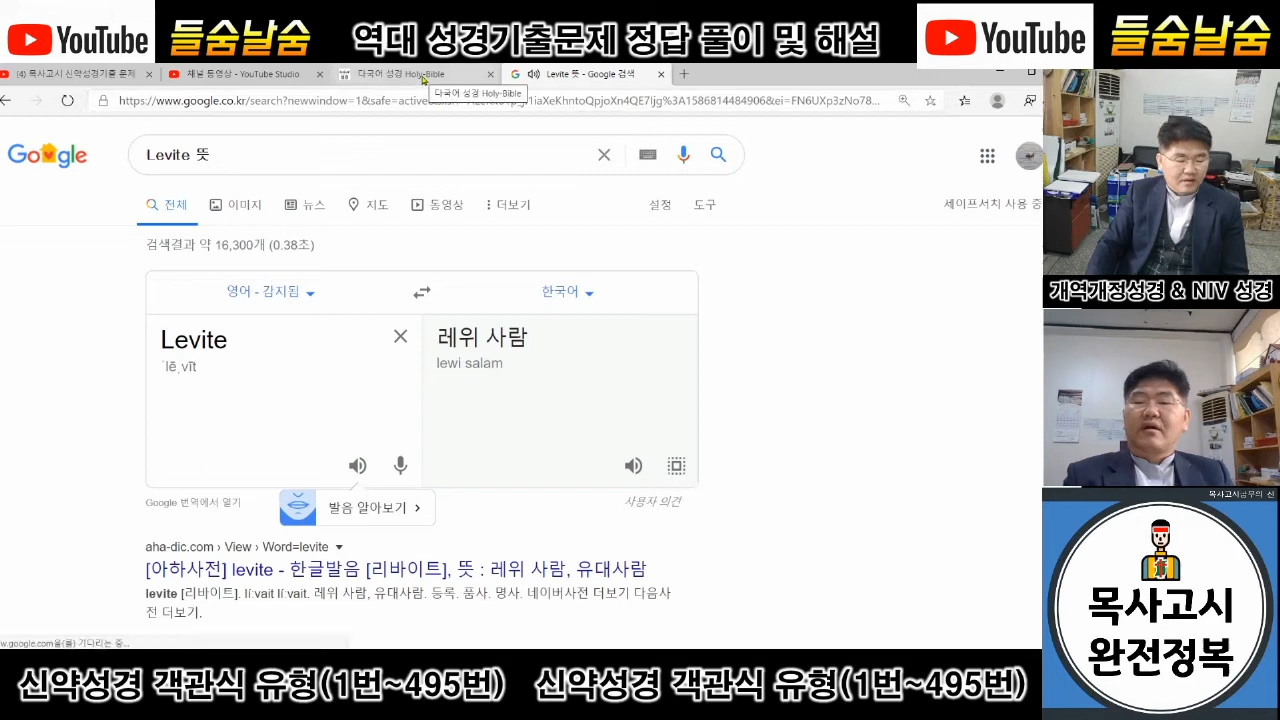 YouTube 들숨날숨 역대 성경기출문제 정답 풀이 및 해설 YouTube 들숨날숨
(4) 목사고시 신약성경기출 문제 채널 동영상 - YouTube Studio 다국어 성경 Holy-Bible Levite 뜻 - Google 검색
다국어 성경 Holy-Bible
Google Levite 뜻
전체 이미지 뉴스 지도 동영상 더보기 설정 도구 세이프서치 사용 중
검색결과 약 16,300개 (0.38초)
영어 - 감지됨 한국어
Levite 레위 사람
ˈlēˌvīt lewi salam
Google 번역에서 열기 발음 알아보기 사용자 의견
aha-dic.com › View › Word=levite
[아하사전] levite - 한글발음 [리바이트], 뜻 : 레위 사람, 유대사람
levite [리바이트]. liːvait liːvait. 레위 사람, 유대사람. 등록. 품사. 명사. 네이버사전 더보기 다음사
전 더보기.
개역개정성경 & NIV 성경
목사고시
완전정복
신약성경 객관식 유형(1번~495번) 신약성경 객관식 유형(1번~495번)